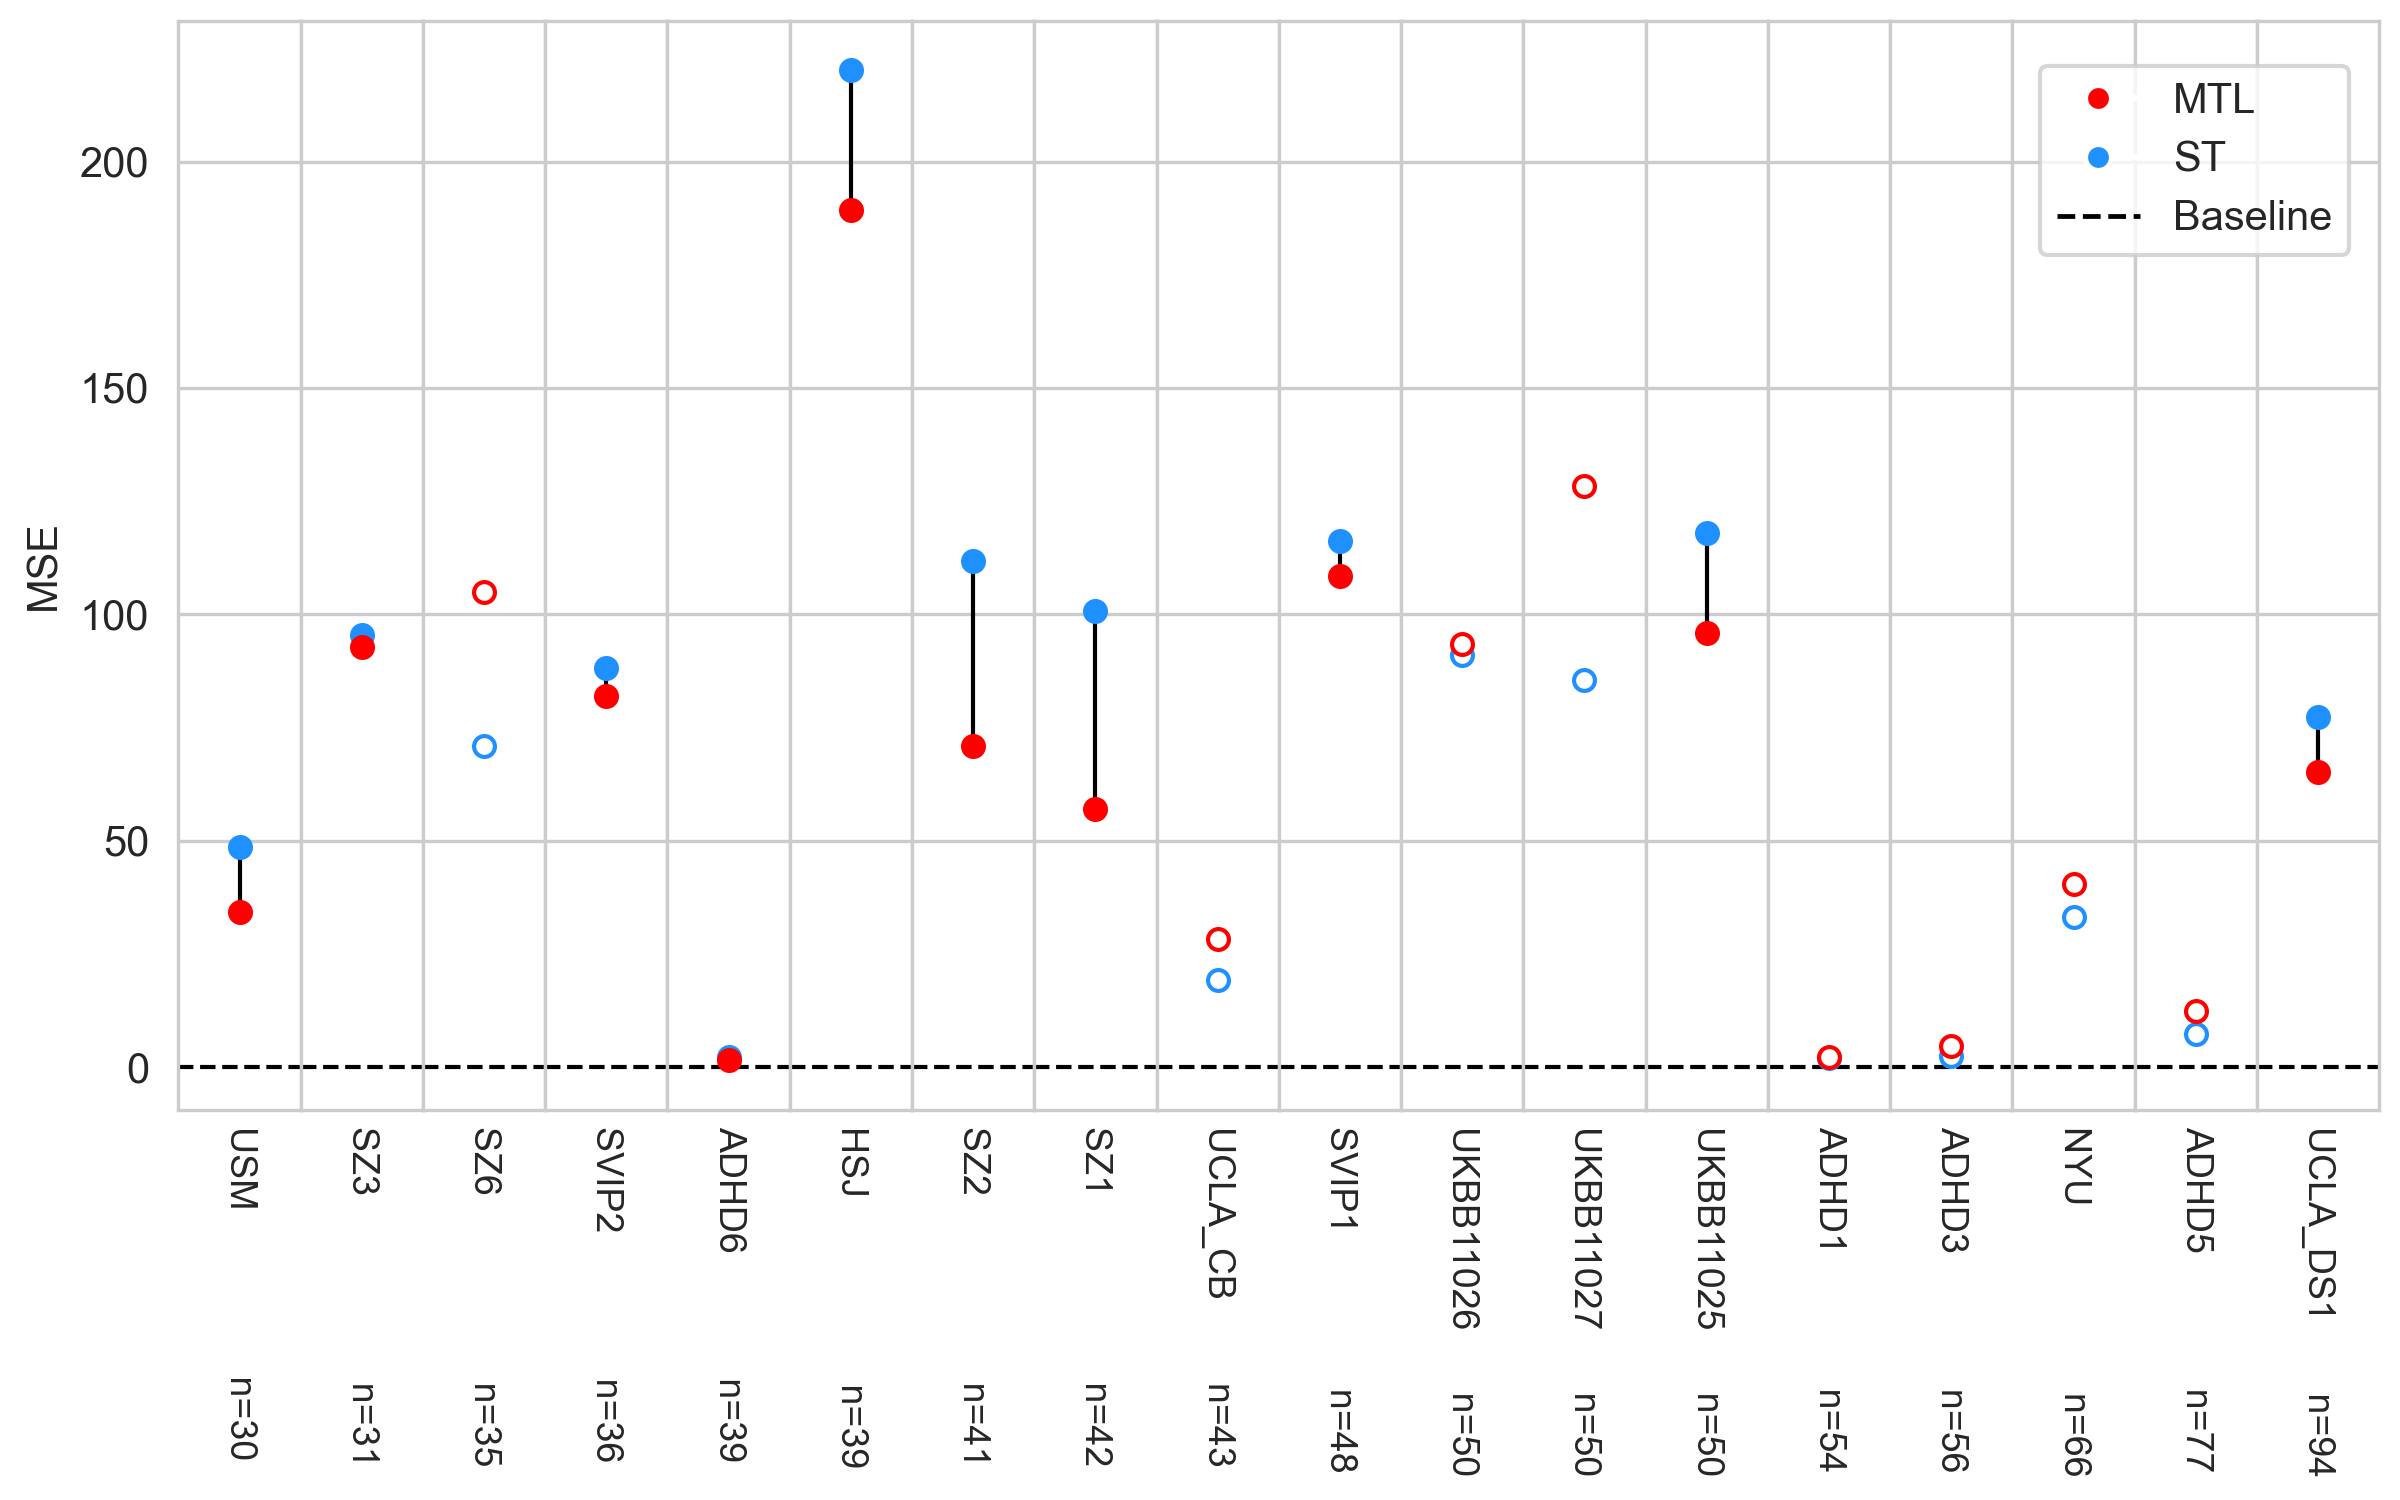 MTL
ST
Baseline
200
150
100
50
0
MSE
USM n=30
SZ3 n=31
SZ6 n=35
SVIP2 n=36
ADHD6 n=39
HSJ n=39
SZ2 n=41
SZ1 n=42
UCLA_CB n=43
SVIP1 n=48
UKBB11026 n=50
UKBB11027 n=50
UKBB11025 n=50
ADHD1 n=54
ADHD3 n=56
NYU n=66
ADHD5 n=77
UCLA_DS1 n=94